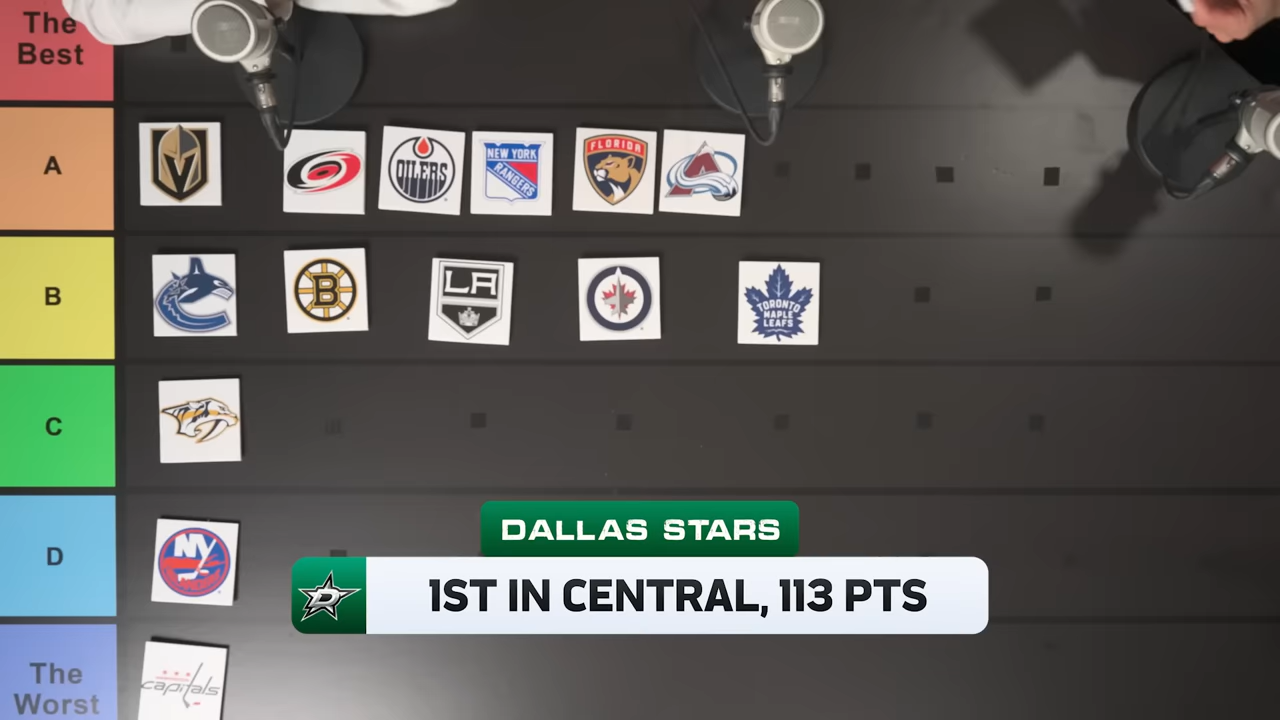 The
Best
A
OILERS
NEW YORK
RANGERS
FLORIDA
B
B
LA
TORONTO
MAPLE
LEAFS
C
D
NY
DALLAS STARS
D
1ST IN CENTRAL, 113 PTS
The
Worst
capitals